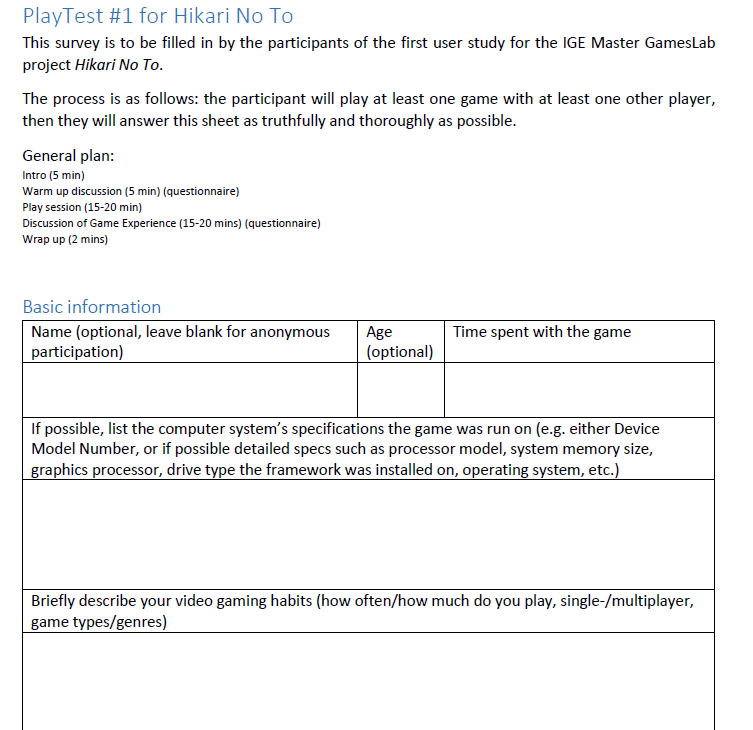 PlayTest #1 for Hikari No To
This survey is to be filled in by the participants of the first user study for the IGE Master GamesLab
project Hikari No To.
The process is as follows: the participant will play at least one game with at least one other player,
then they will answer this sheet as truthfully and thoroughly as possible.
General plan:
Intro (5 min)
Warm up discussion (5 min) (questionnaire)
Play session (15-20 min)
Discussion of Game Experience (15-20 mins) (questionnaire)
Wrap up (2 mins)
Basic information
Name (optional, leave blank for anonymous
participation)
Age
(optional)
Time spent with the game
If possible, list the computer system’s specifications the game was run on (e.g. either Device
Model Number, or if possible detailed specs such as processor model, system memory size,
graphics processor, drive type the framework was installed on, operating system, etc.)
Briefly describe your video gaming habits (how often/how much do you play, single-/multiplayer,
game types/genres)